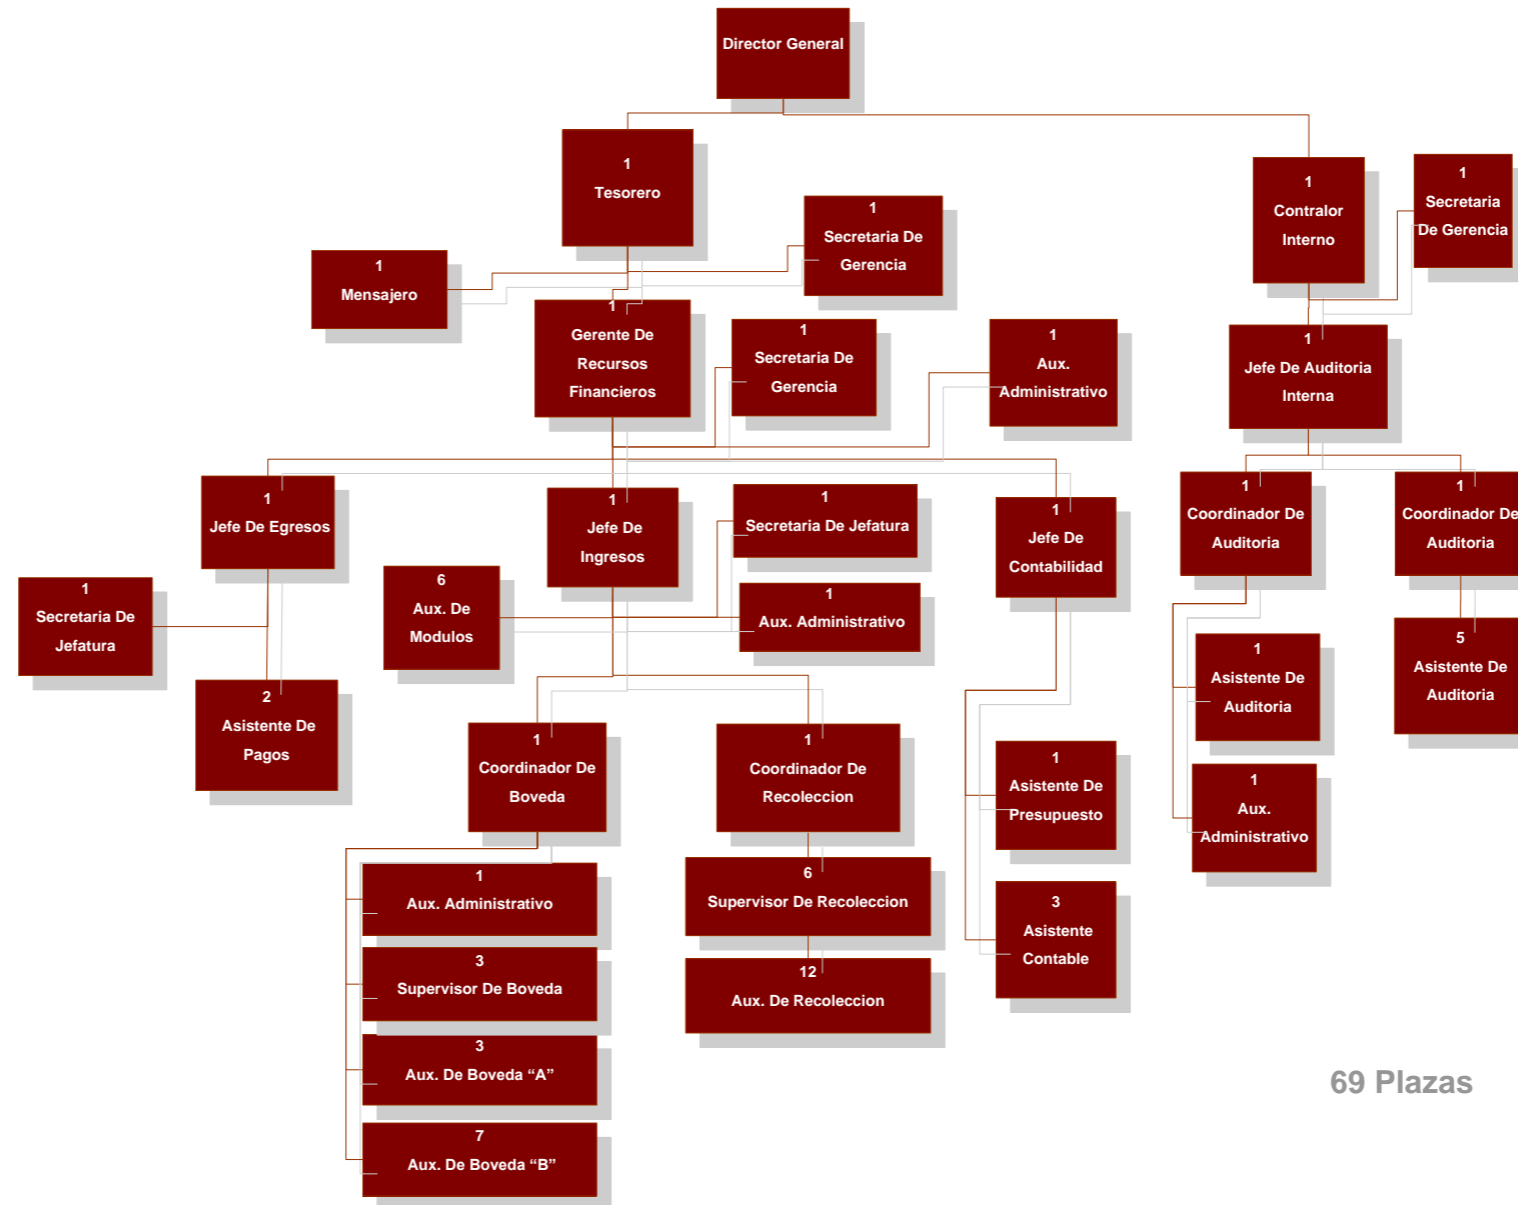 Director General
1
Tesorero
1
Contralor
Interno
1
Secretaria
De Gerencia
1
Secretaria De
Gerencia
1
Mensajero
1
Gerente De
Recursos
Financieros
1
Secretaria De
Gerencia
1
Aux.
Administrativo
1
Jefe De Auditoria
Interna
1
Jefe De Egresos
1
Jefe De
Ingresos
1
Secretaria De Jefatura
1
Jefe De
Contabilidad
1
Coordinador De
Auditoria
1
Coordinador De
Auditoria
1
Secretaria De
Jefatura
6
Aux. De
Modulos
1
Aux. Administrativo
2
Asistente De
Pagos
1
Asistente De
Auditoria
5
Asistente De
Auditoria
1
Coordinador De
Boveda
1
Coordinador De
Recoleccion
1
Asistente De
Presupuesto
1
Aux.
Administrativo
1
Aux. Administrativo
6
Supervisor De Recoleccion
3
Asistente
Contable
3
Supervisor De Boveda
12
Aux. De Recoleccion
3
Aux. De Boveda “A”
7
Aux. De Boveda “B”
69 Plazas